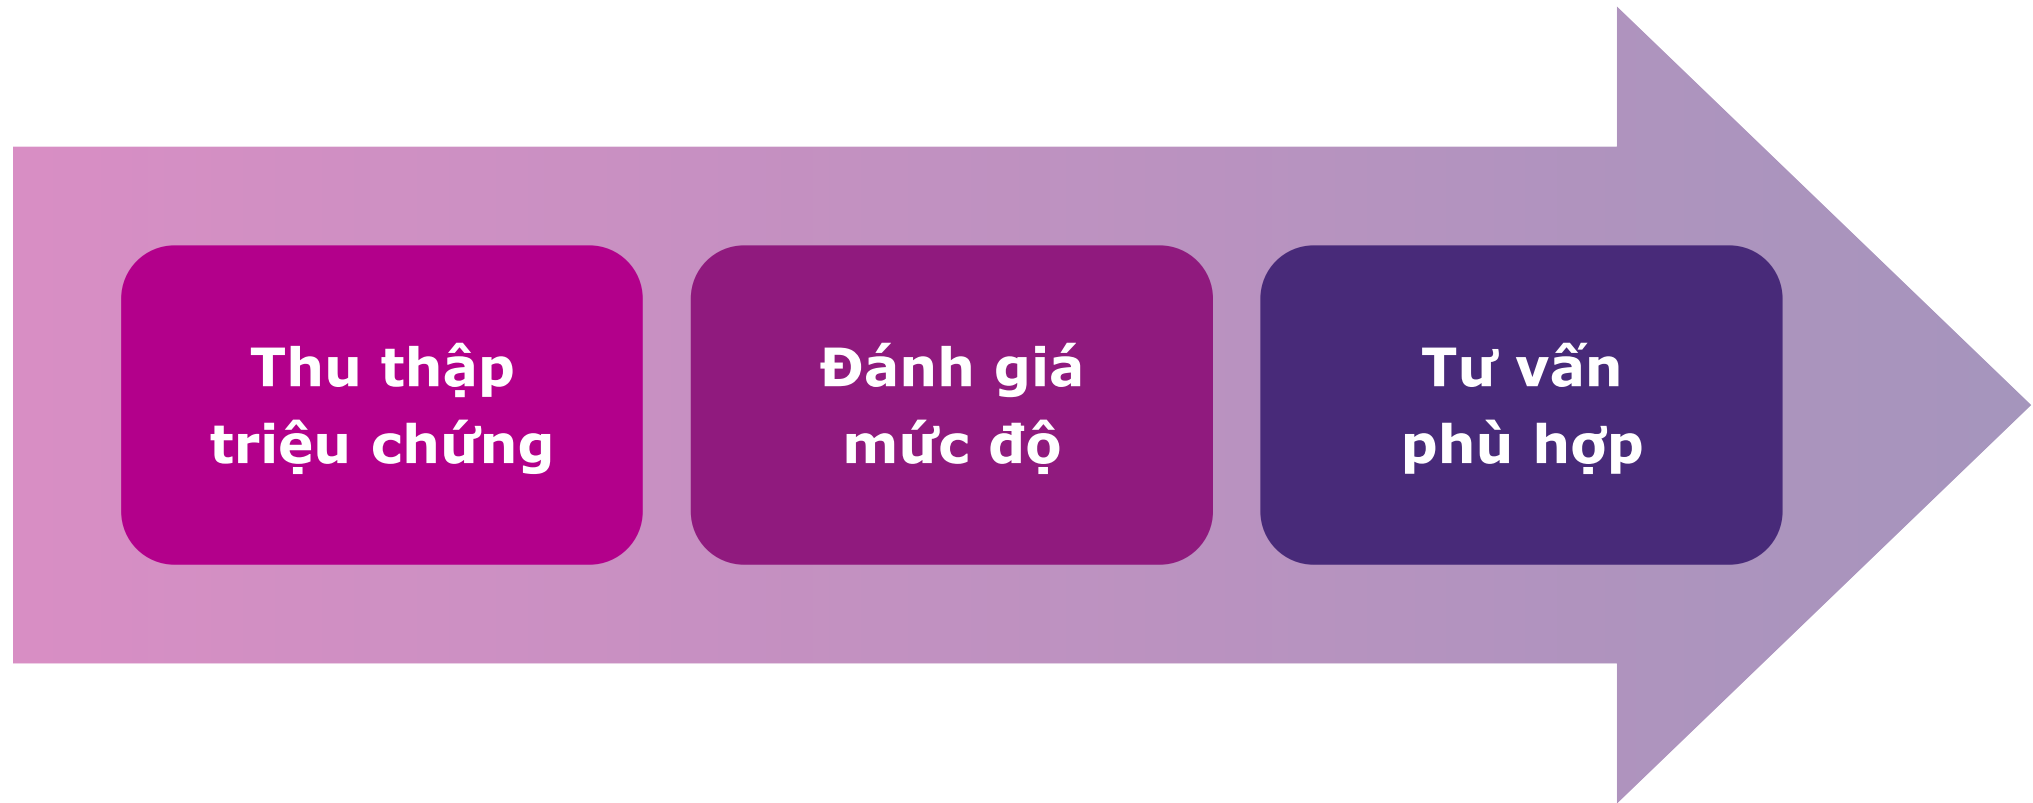 Thu thập
triệu chứng
Đánh giá
mức độ
Tư vấn
phù hợp